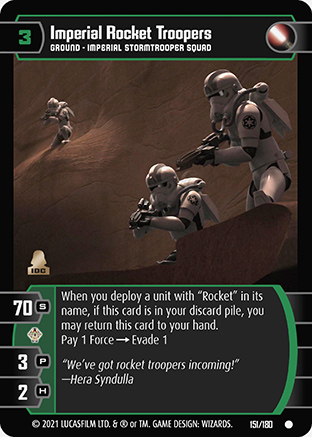 3 Imperial Rocket Troopers
GROUND - IMPERIAL STORMTROOPER SQUAD
IDC
70 S
3 P
2 H
When you deploy a unit with “Rocket” in its
name, if this card is in your discard pile, you
may return this card to your hand.
Pay 1 Force → Evade 1
“We’ve got rocket troopers incoming!”
—Hera Syndulla
© 2021 LUCASFILM LTD. & ® OR TM. GAME DESIGN: WIZARDS. 151/180